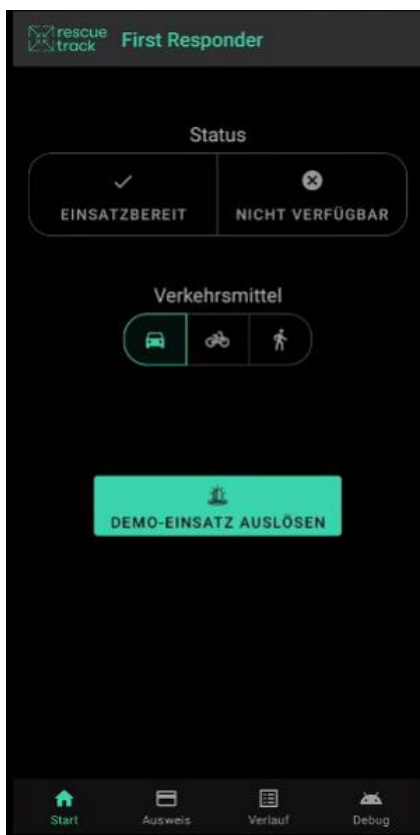 rescue
track
First Responder
Status
EINSATZBEREIT
NICHT VERFÜGBAR
Verkehrsmittel
DEMO-EINSATZ AUSLÖSEN
Start
Ausweis
Verlauf
Debug